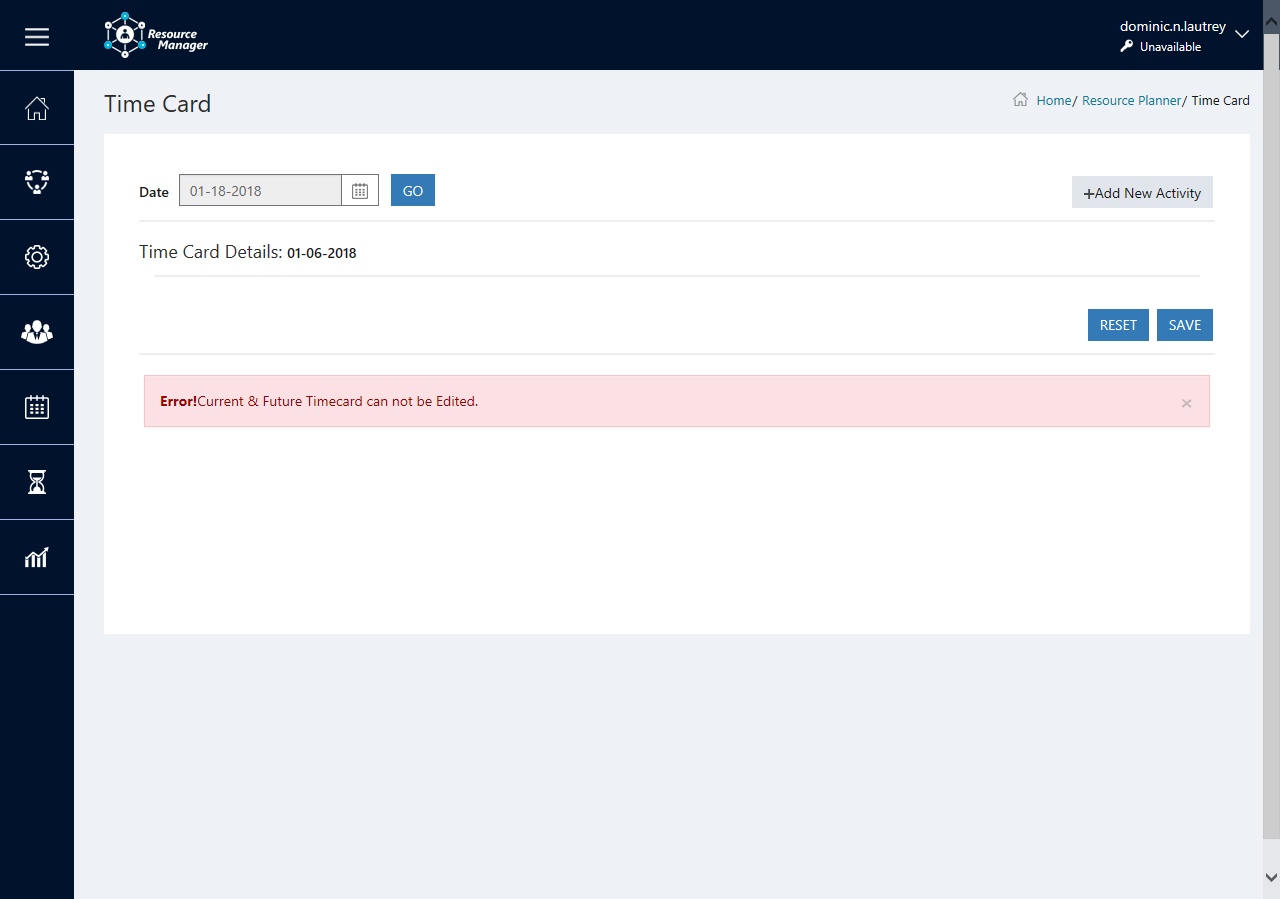 Resource
Manager
dominic.n.lautrey
Unavailable
Time Card
Home/ Resource Planner/ Time Card
Date 01-18-2018 GO +Add New Activity
Time Card Details: 01-06-2018
RESET SAVE
Error!Current & Future Timecard can not be Edited. ×